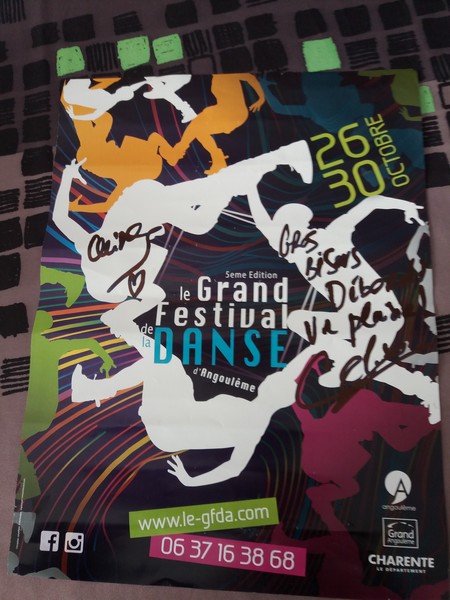 26
30
OCTOBRE
5eme Edition
le Grand
Festival
de
la DANSE
d'Angoulême
GROS
BISOUS
www.le-gfda.com
06 37 16 38 68
A
angoulême
Grand
Angoulême
CHARENTE
LE DÉPARTEMENT